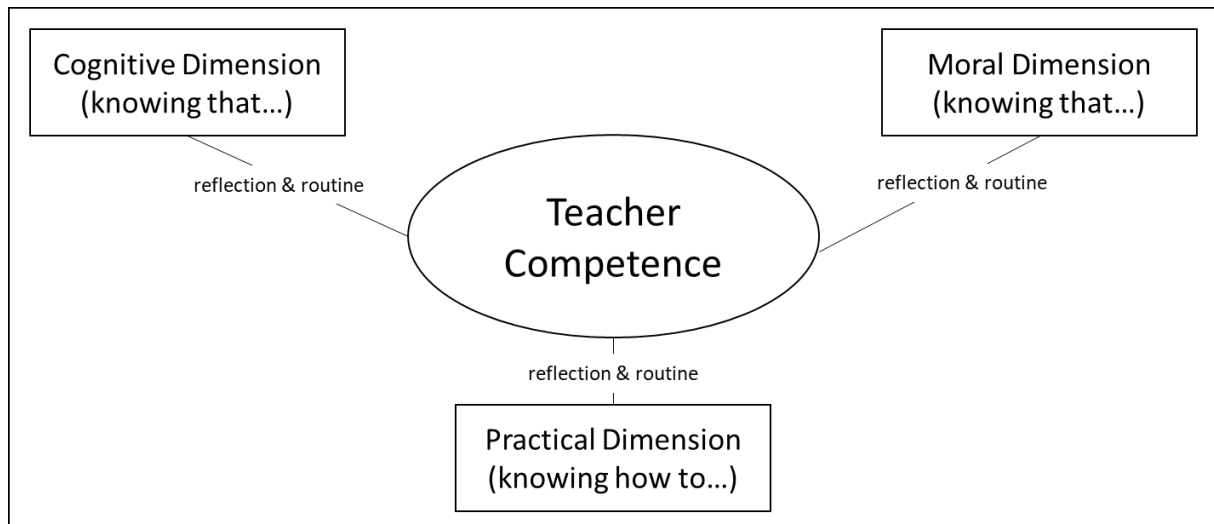 Cognitive Dimension
(knowing that…)
Moral Dimension
(knowing that…)
reflection & routine
reflection & routine
Teacher
Competence
reflection & routine
Practical Dimension
(knowing how to…)